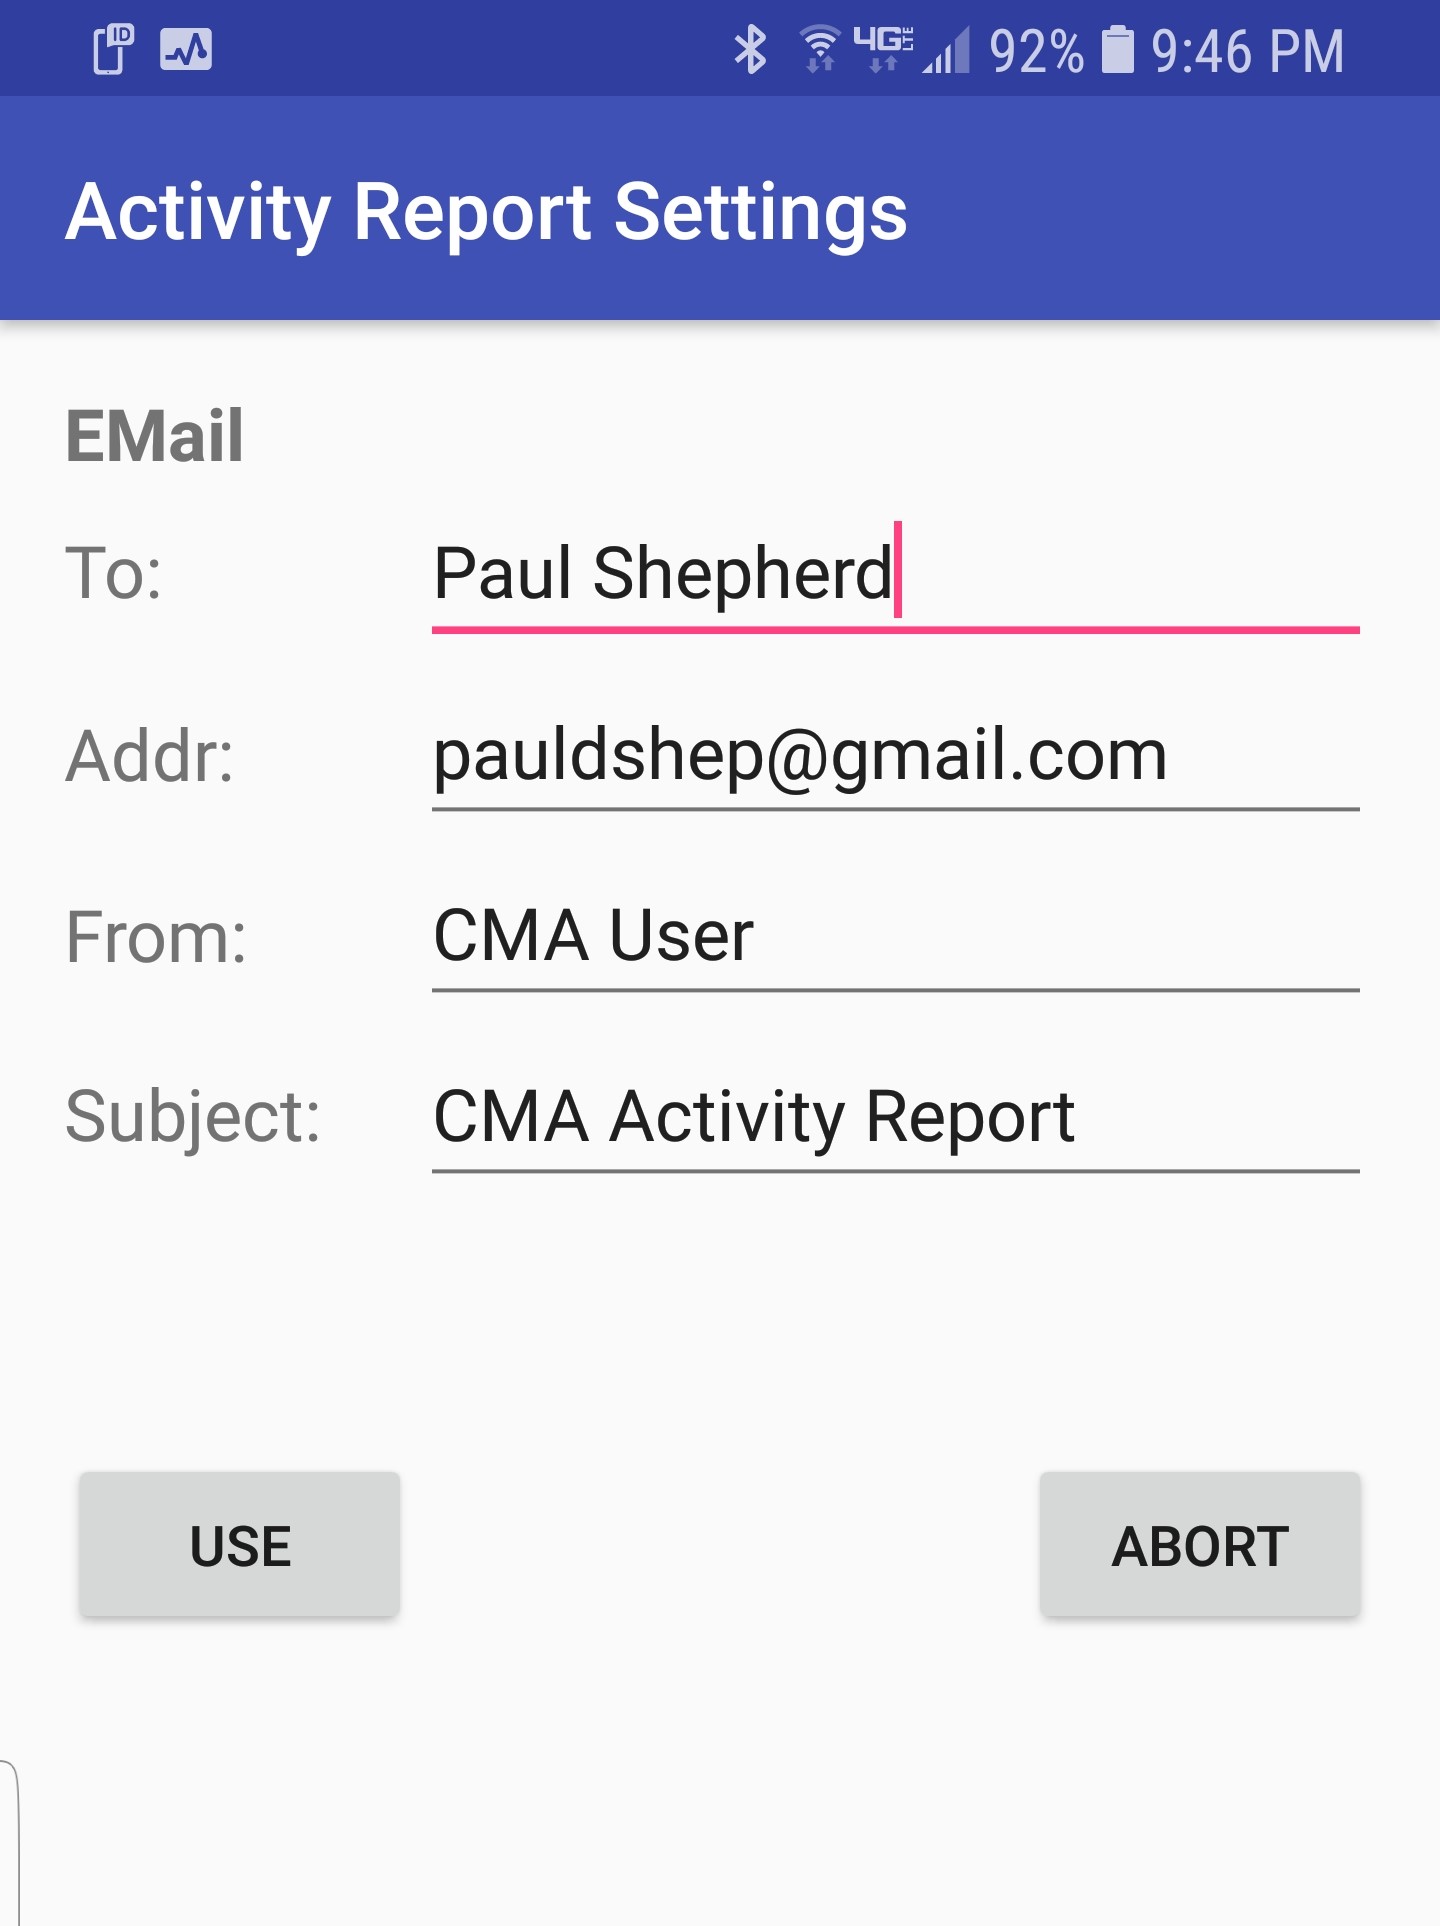 ID 4G LTE 92% 9:46 PM
Activity Report Settings
EMail
To: Paul Shepherd
Addr: pauldshep@gmail.com
From: CMA User
Subject: CMA Activity Report
USE ABORT